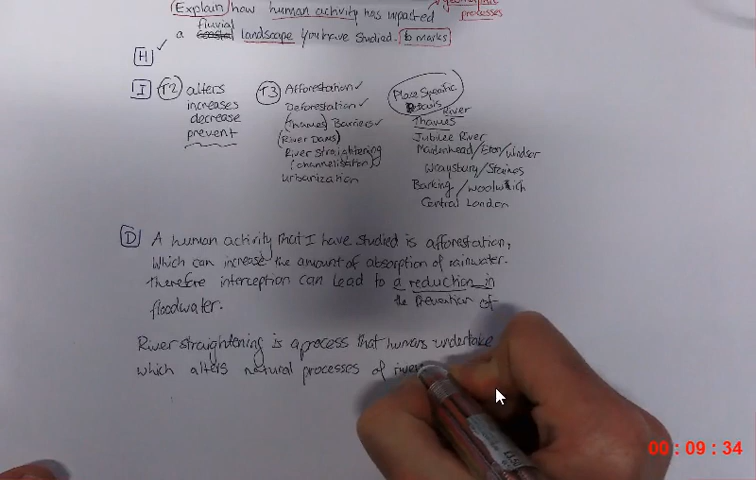 Explain how human activity has impacted
processes
a fluvial landscape you have studied. 6 marks
H ✓
I T2 alters
increases
decrease
prevent
T3 Afforestation ✓
Deforestation ✓
(Thames) Barriers ✓
(River Dams)
River straightening
(channelisation)
Urbanization
Place Specific
Focus River
Thames
Jubilee River
Maidenhead/Eton/Windsor
Wraysbury/Staines
Barking/Woolwich
Central London
D A human activity that I have studied is afforestation,
which can increase the amount of absorption of rainwater.
Therefore interception can lead to a reduction in
the prevention of
floodwater.
River straightening is a process that humans undertake
which alters natural processes of river
00:09:34